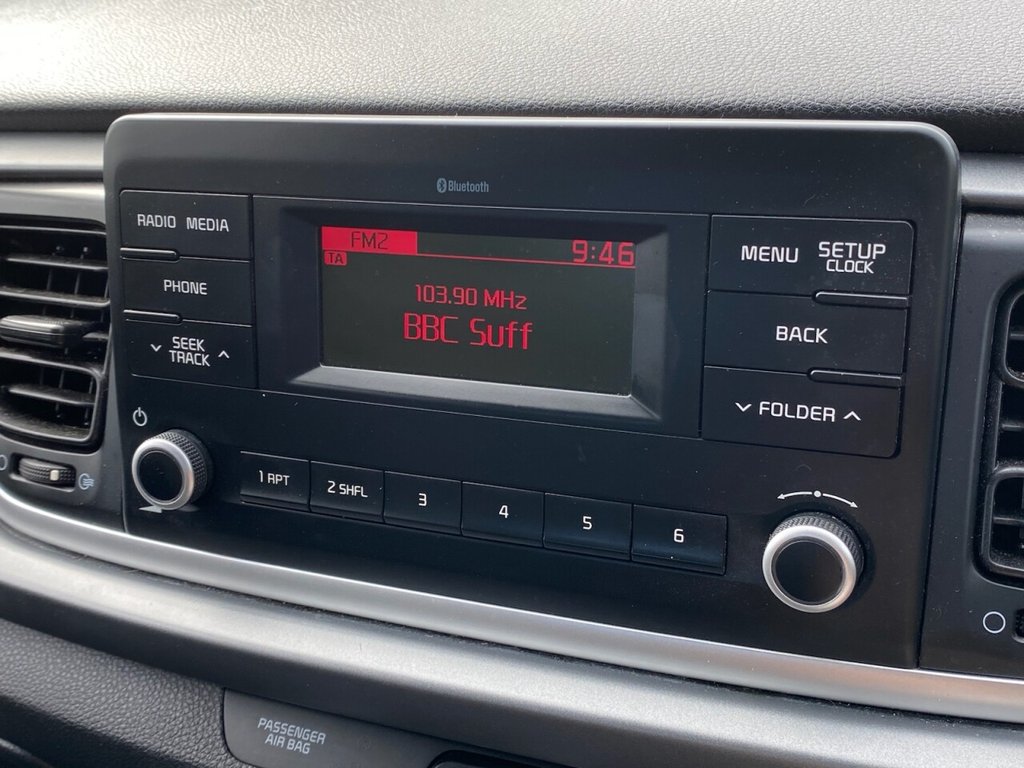 Bluetooth
RADIO MEDIA
PHONE
SEEK
TRACK
FM2
9:46
TA
103.90 MHz
BBC Suff
MENU
SETUP
CLOCK
BACK
FOLDER
1 RPT
2 SHFL
3
4
5
6
PASSENGER
AIR BAG